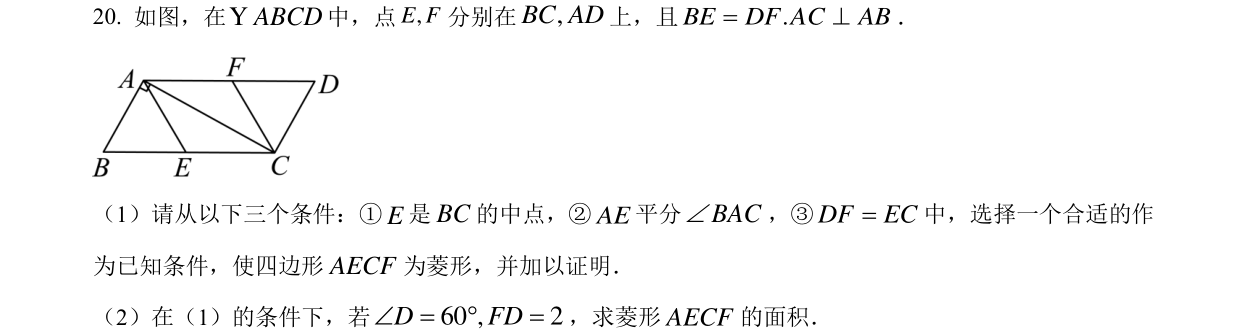 20. 如图，在Y ABCD中，点E,F分别在BC,AD上，且BE = DF.AC ⊥ AB．
A
F
D
B
E
C
（1）请从以下三个条件：①E是BC的中点，②AE平分∠BAC，③DF = EC中，选择一个合适的作
为已知条件，使四边形AECF为菱形，并加以证明．
（2）在（1）的条件下，若∠D = 60°, FD = 2，求菱形AECF的面积．